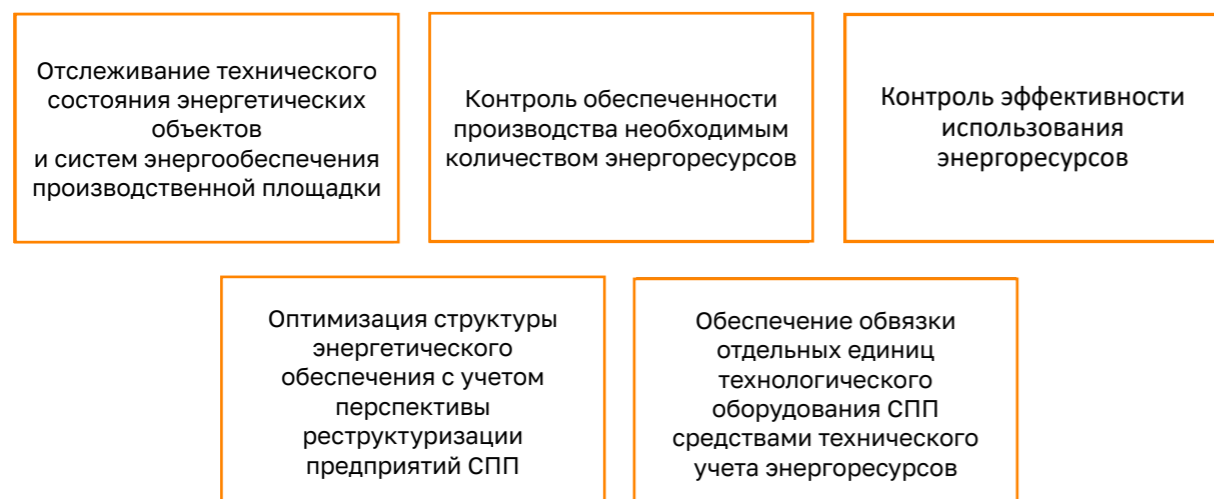 Отслеживание технического
состояния энергетических
объектов
и систем энергообеспечения
производственной площадки
Контроль обеспеченности
производства необходимым
количеством энергоресурсов
Контроль эффективности
использования
энергоресурсов
Оптимизация структуры
энергетического
обеспечения с учетом
перспективы
реструктуризации
предприятий СПП
Обеспечение обвязки
отдельных единиц
технологического
оборудования СПП
средствами технического
учета энергоресурсов